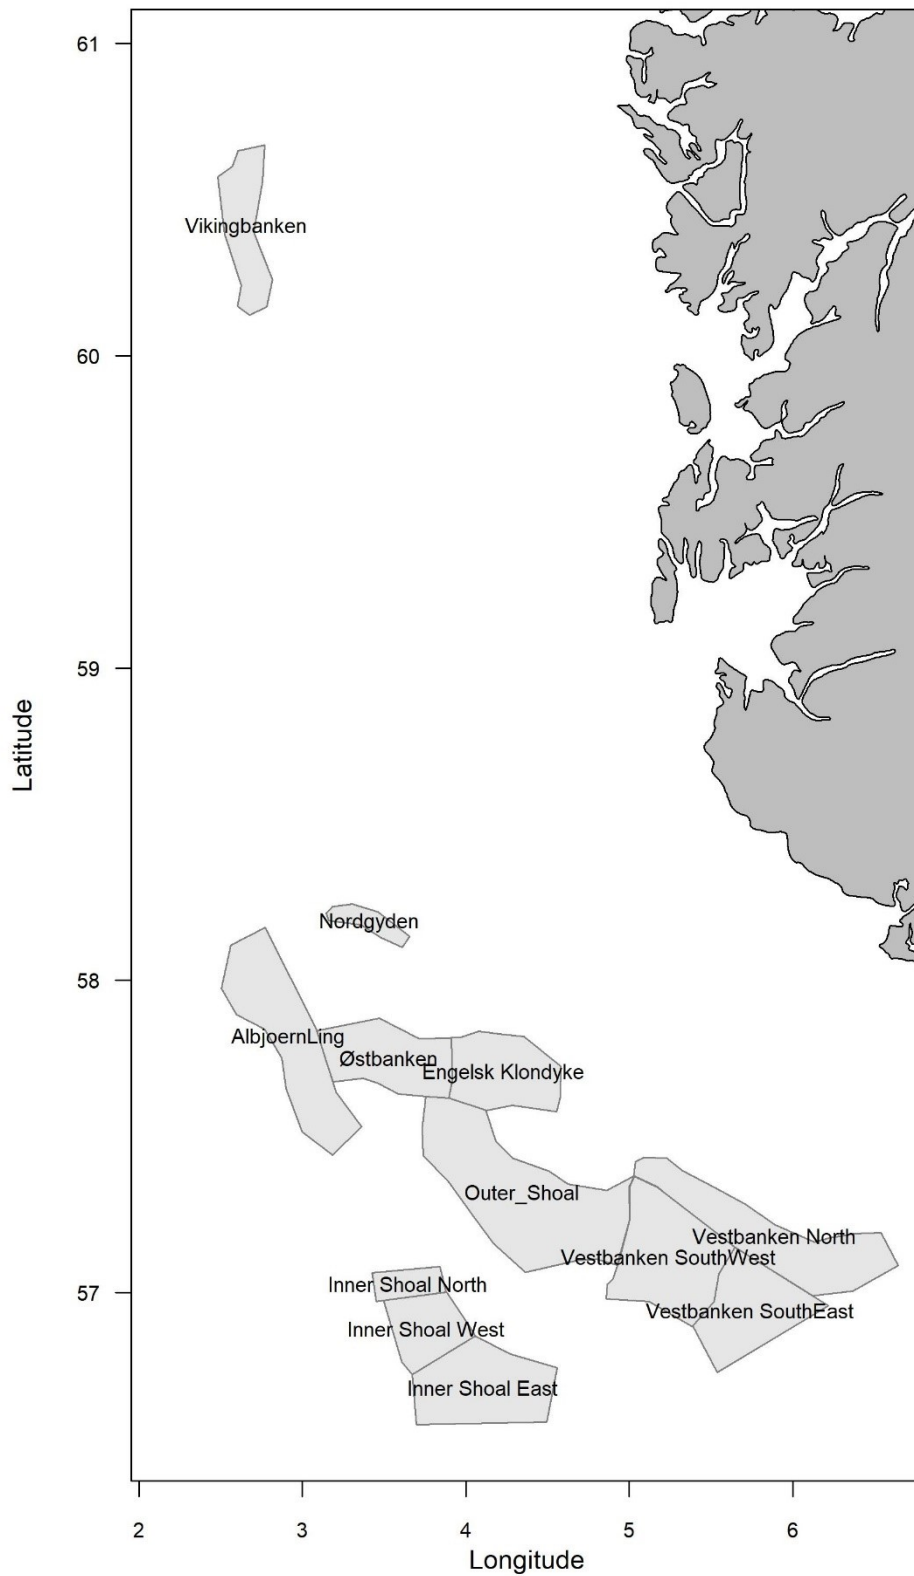 61
Vikingbanken
60
59
Latitude
Nordgyden
58
AlbjoernLing
Østbanken
Engelsk Klondyke
Outer_Shoal
Vestbanken North
Vestbanken SouthWest
57
Inner Shoal North
Vestbanken SouthEast
Inner Shoal West
Inner Shoal East
2 3 4 5 6
Longitude